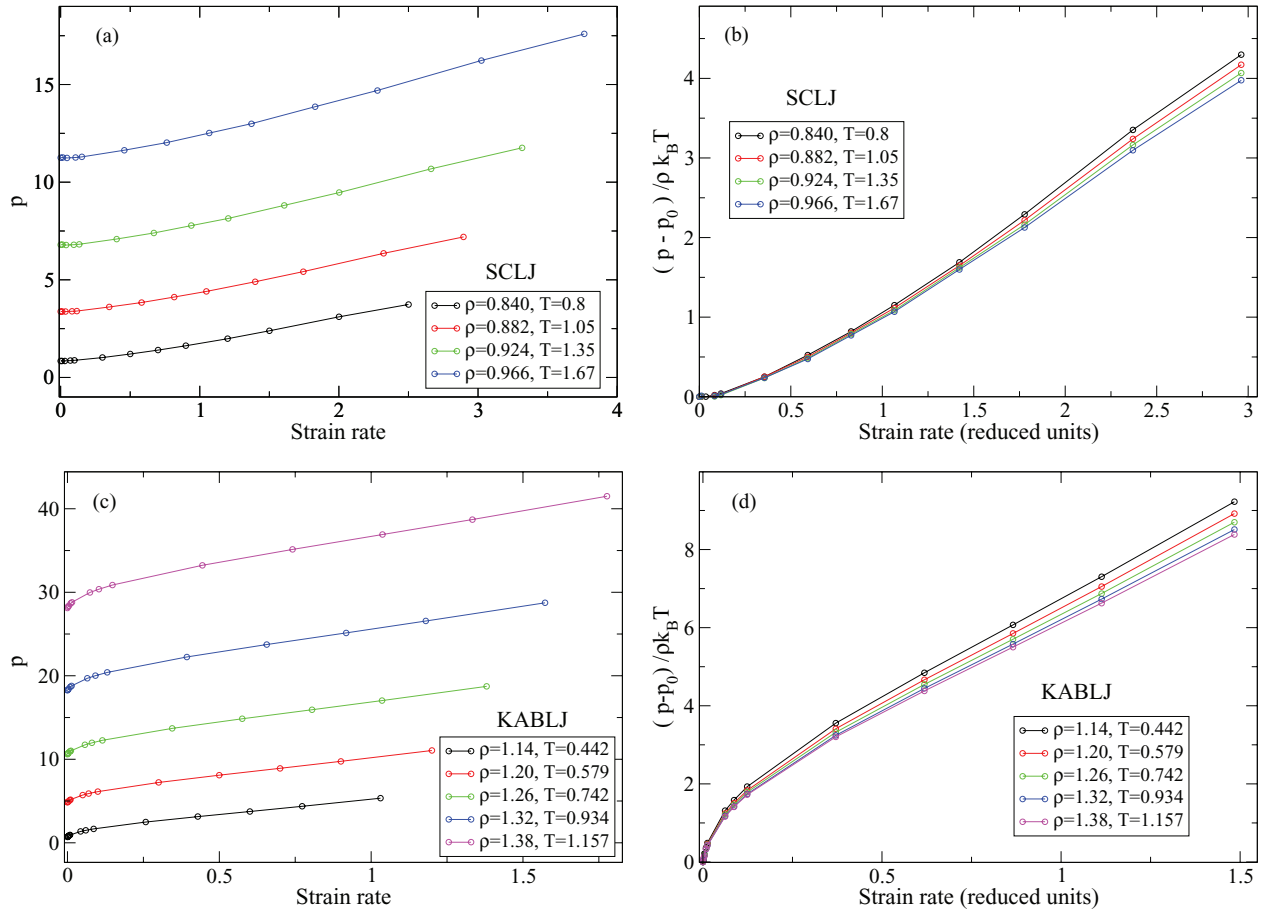 (a)
p
15
10
5
0
0
1
2
3
4
Strain rate
SCLJ
ρ=0.840, T=0.8
ρ=0.882, T=1.05
ρ=0.924, T=1.35
ρ=0.966, T=1.67
(b)
( p - p₀ ) /ρ k_B T
4
3
2
1
0
0
0.5
1
1.5
2
2.5
3
Strain rate (reduced units)
SCLJ
ρ=0.840, T=0.8
ρ=0.882, T=1.05
ρ=0.924, T=1.35
ρ=0.966, T=1.67
(c)
p
40
30
20
10
0
0
0.5
1
1.5
Strain rate
KABLJ
ρ=1.14, T=0.442
ρ=1.20, T=0.579
ρ=1.26, T=0.742
ρ=1.32, T=0.934
ρ=1.38, T=1.157
(d)
( p-p₀) /ρk_BT
8
6
4
2
0
0
0.5
1
1.5
Strain rate (reduced units)
KABLJ
ρ=1.14, T=0.442
ρ=1.20, T=0.579
ρ=1.26, T=0.742
ρ=1.32, T=0.934
ρ=1.38, T=1.157